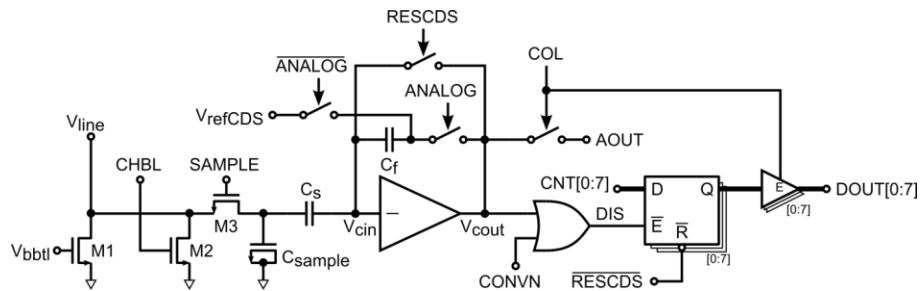 RESCDS
ANALOG
COL
ANALOG
VrefCDS
Vline
AOUT
CHBL
SAMPLE
Cf
CNT[0:7]
D
Q
E
DOUT[0:7]
[0:7]
Cs
M3
Vcin
−
Vcout
DIS
E
R
[0:7]
Vbbtl
M1
M2
Csample
CONVN
RESCDS